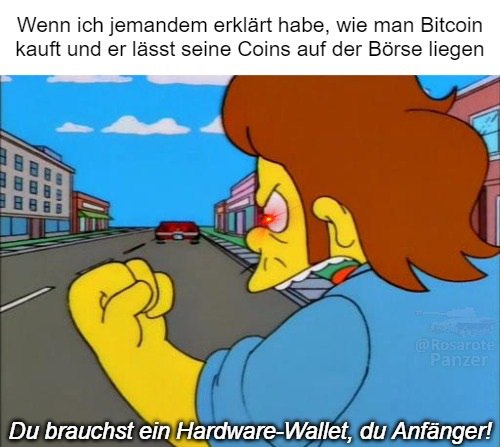 Wenn ich jemandem erklärt habe, wie man Bitcoin
kauft und er lässt seine Coins auf der Börse liegen
@Rosarote
Panzer
Du brauchst ein Hardware-Wallet, du Anfänger!